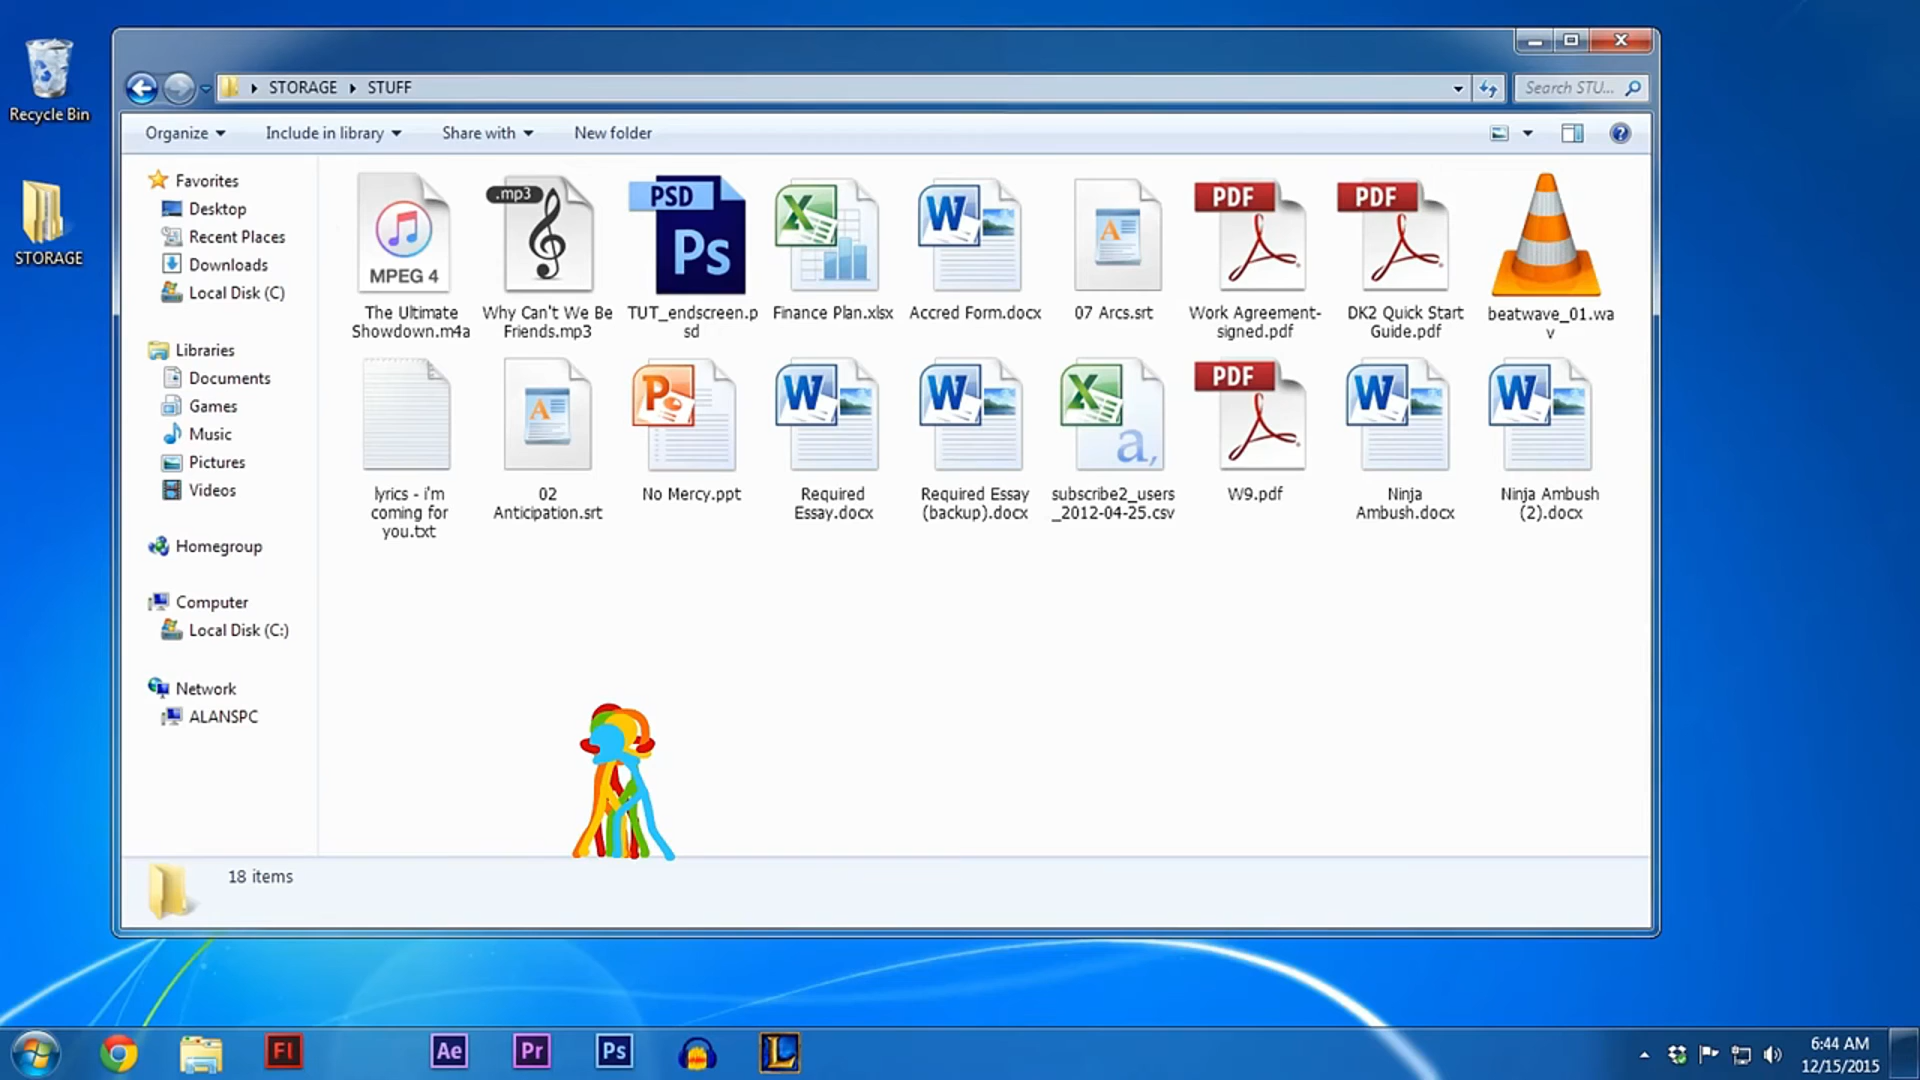 Recycle Bin
STORAGE
STORAGE
STUFF
Search STU...
Organize
Include in library
Share with
New folder
Favorites
Desktop
Recent Places
Downloads
Local Disk (C)
Libraries
Documents
Games
Music
Pictures
Videos
Homegroup
Computer
Local Disk (C:)
Network
ALANSPC
MPEG 4
The Ultimate
Showdown.m4a
.mp3
Why Can't We Be
Friends.mp3
PSD
Ps
TUT_endscreen.p
sd
Finance Plan.xlsx
W
Accred Form.docx
A
07 Arcs.srt
PDF
Work Agreement-
signed.pdf
PDF
DK2 Quick Start
Guide.pdf
beatwave_01.wa
v
lyrics - i'm
coming for
you.txt
A
02
Anticipation.srt
P
No Mercy.ppt
W
Required
Essay.docx
W
Required Essay
(backup).docx
X
a,
subscribe2_users
_2012-04-25.csv
PDF
W9.pdf
W
Ninja
Ambush.docx
W
Ninja Ambush
(2).docx
18 items
Fl
Ae
Pr
Ps
L
6:44 AM
12/15/2015